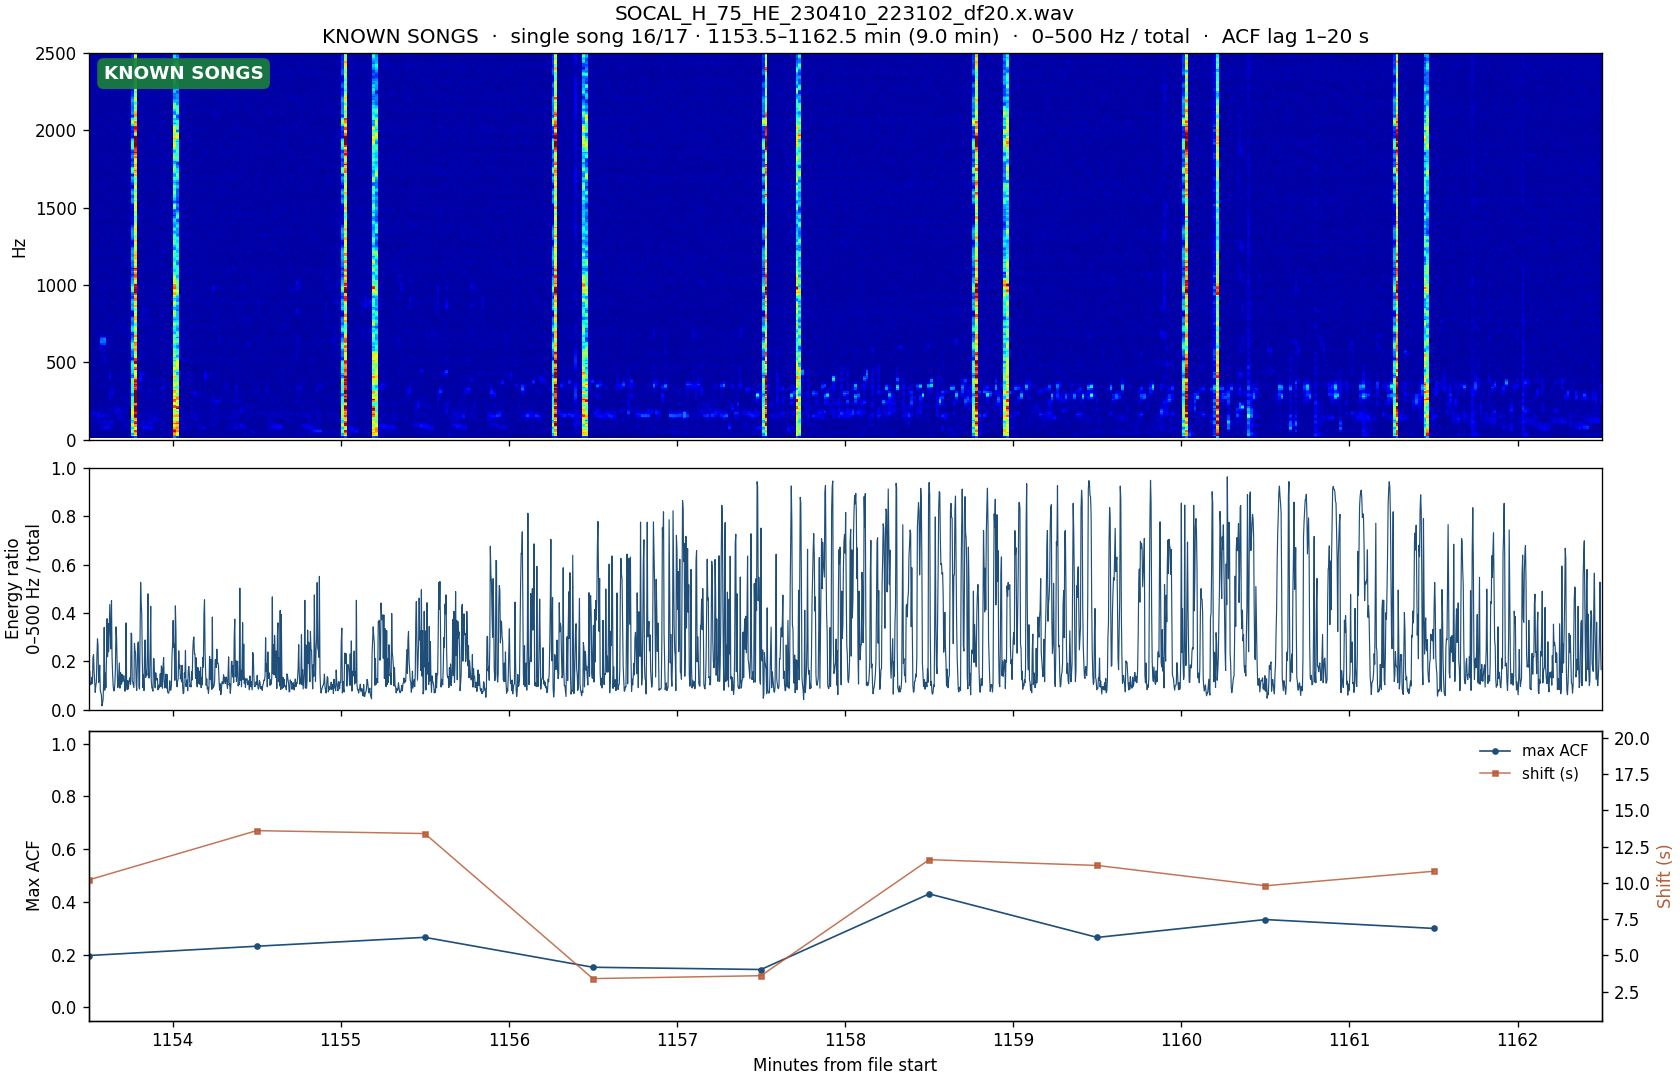 SOCAL_H_75_HE_230410_223102_df20.x.wav
KNOWN SONGS · single song 16/17 · 1153.5–1162.5 min (9.0 min) · 0–500 Hz / total · ACF lag 1–20 s
KNOWN SONGS
2500
2000
1500
1000
500
0
Hz
1.0
0.8
0.6
0.4
0.2
0.0
Energy ratio
0–500 Hz / total
1.0
0.8
0.6
0.4
0.2
0.0
Max ACF
max ACF
shift (s)
20.0
17.5
15.0
12.5
10.0
7.5
5.0
2.5
Shift (s)
1154 1155 1156 1157 1158 1159 1160 1161 1162
Minutes from file start